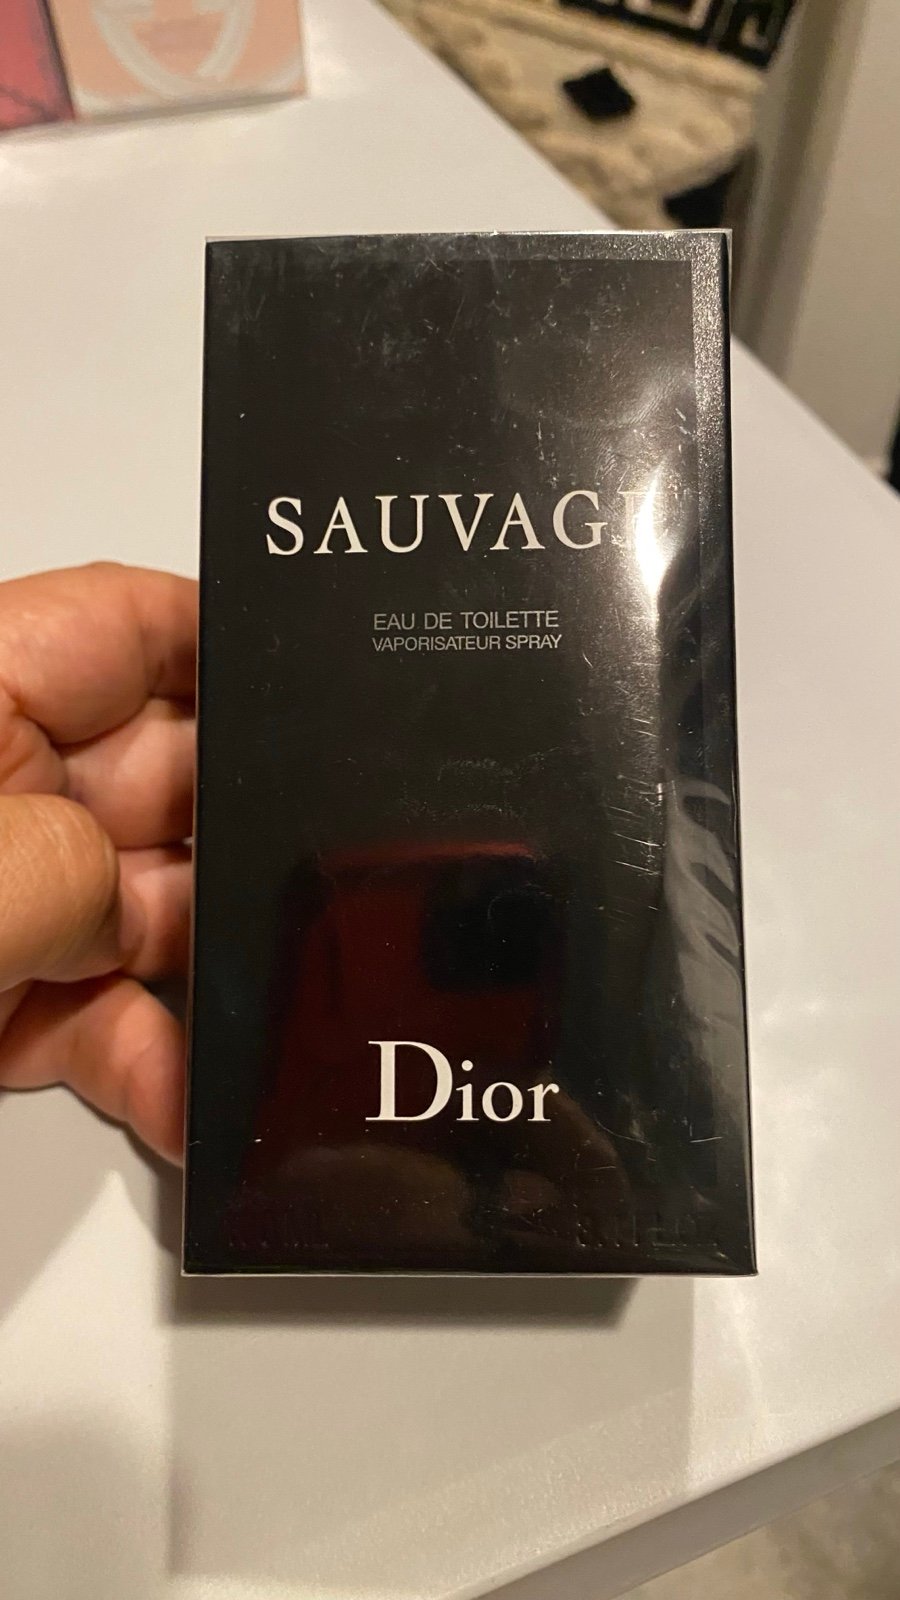 SAUVAGE
EAU DE TOILETTE
VAPORISATEUR SPRAY
Dior